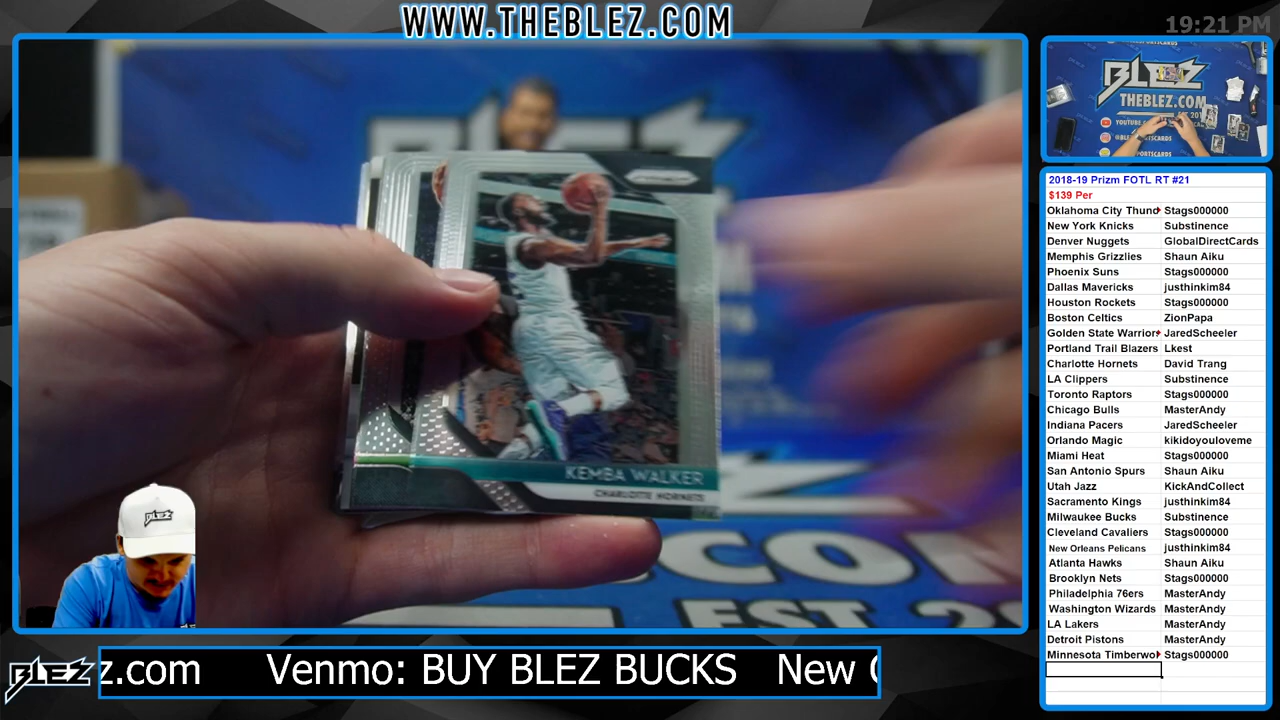 WWW.THEBLEZ.COM
19:21 PM
BLEZ
THEBLEZ.COM
KEMBA WALKER
CHARLOTTE HORNETS
BLEZ
2018-19 Prizm FOTL RT #21
$139 Per
Oklahoma City Thund Stags000000
New York Knicks Substinence
Denver Nuggets GlobalDirectCards
Memphis Grizzlies Shaun Aiku
Phoenix Suns Stags000000
Dallas Mavericks justhinkim84
Houston Rockets Stags000000
Boston Celtics ZionPapa
Golden State Warrior JaredScheeler
Portland Trail Blazers Lkest
Charlotte Hornets David Trang
LA Clippers Substinence
Toronto Raptors Stags000000
Chicago Bulls MasterAndy
Indiana Pacers JaredScheeler
Orlando Magic kikidoyouloveme
Miami Heat Stags000000
San Antonio Spurs Shaun Aiku
Utah Jazz KickAndCollect
Sacramento Kings justhinkim84
Milwaukee Bucks Substinence
Cleveland Cavaliers Stags000000
New Orleans Pelicans justhinkim84
Atlanta Hawks Shaun Aiku
Brooklyn Nets Stags000000
Philadelphia 76ers MasterAndy
Washington Wizards MasterAndy
LA Lakers MasterAndy
Detroit Pistons MasterAndy
Minnesota Timberwo Stags000000
BLEZ
z.com Venmo: BUY BLEZ BUCKS New